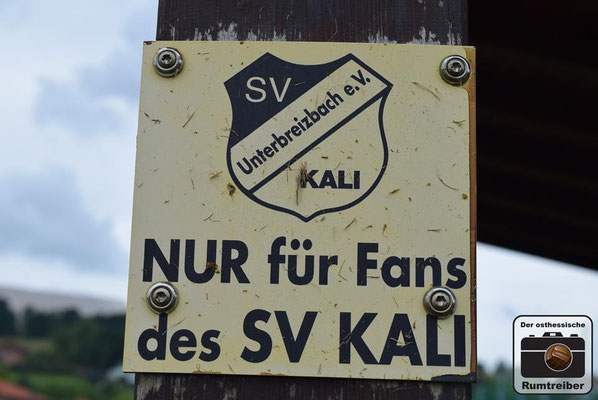 SV
Unterbreizbach e.V.
KALI
NUR für Fans
des SV KALI
Der osthessische
Rumtreiber